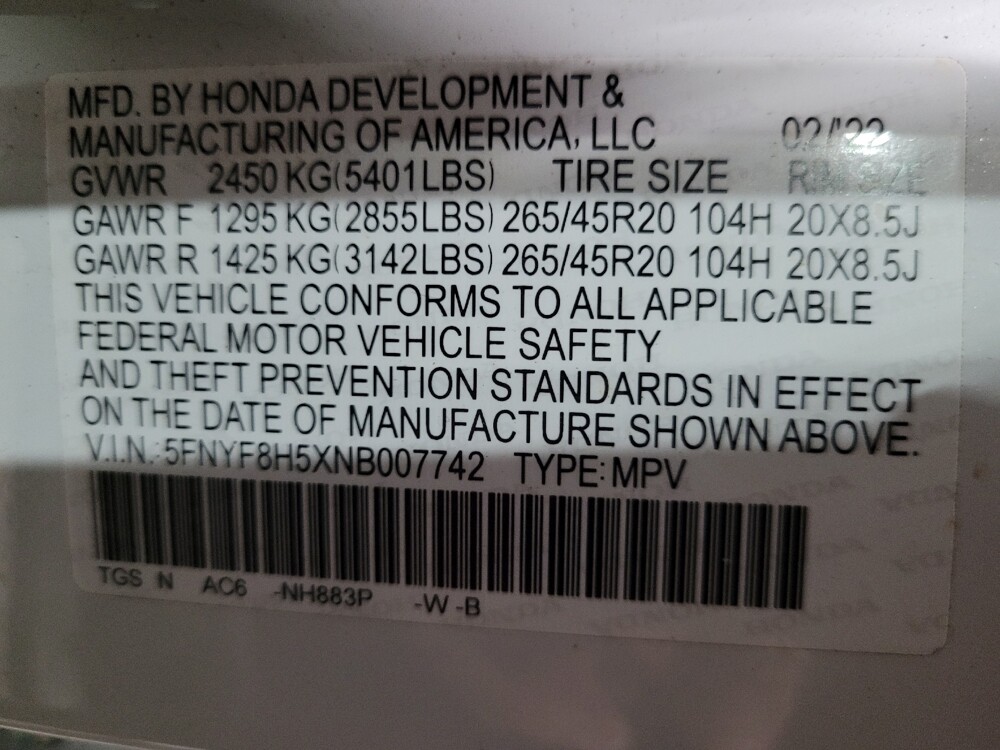 MFD. BY HONDA DEVELOPMENT &
MANUFACTURING OF AMERICA, LLC 02/'22
GVWR 2450 KG(5401LBS) TIRE SIZE RIM SIZE
GAWR F 1295 KG(2855LBS) 265/45R20 104H 20X8.5J
GAWR R 1425 KG(3142LBS) 265/45R20 104H 20X8.5J
THIS VEHICLE CONFORMS TO ALL APPLICABLE
FEDERAL MOTOR VEHICLE SAFETY
AND THEFT PREVENTION STANDARDS IN EFFECT
ON THE DATE OF MANUFACTURE SHOWN ABOVE.
V.I.N.:5FNYF8H5XNB007742 TYPE:MPV
TGS N AC6 -NH883P -W -B